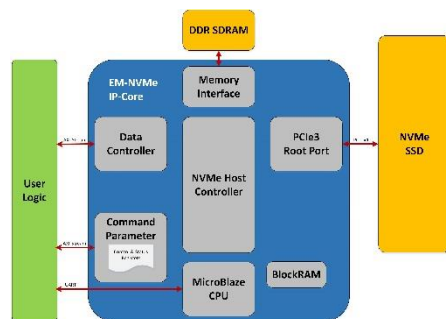 DDR SDRAM
EM-NVMe
IP-Core
Memory
Interface
Data
Controller
PCIe3
Root Port
NVMe
SSD
User
Logic
NVMe Host
Controller
Command
Parameter
MicroBlaze
CPU
BlockRAM